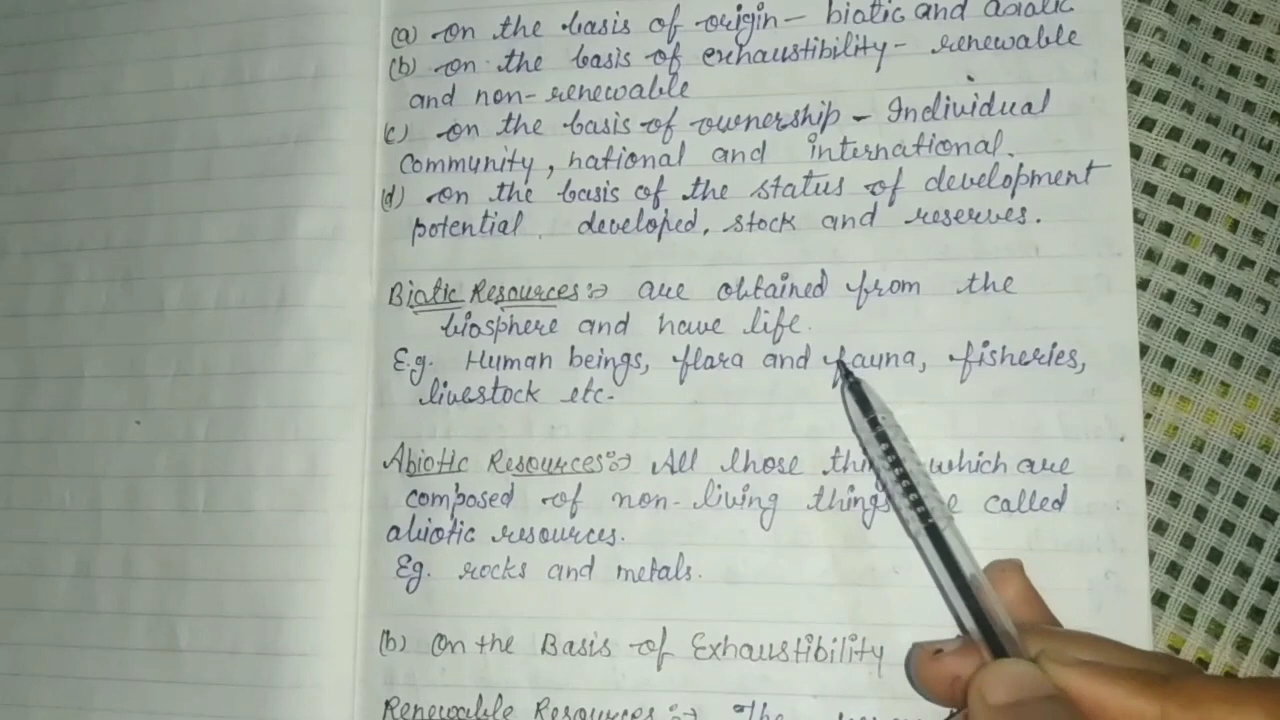 (a) on the basis of origin - biotic and abiotic
(b) on the basis of exhaustibility - renewable
and non-renewable
(c) on the basis of ownership - Individual
community, national and international.
(d) on the basis of the status of development
potential, developed, stock and reserves.
Biotic Resources:→ are obtained from the
biosphere and have life.
E.g. Human beings, flora and fauna, fisheries,
livestock etc.
Abiotic Resources:→ All those which are
composed of non-living things called
abiotic resources.
Eg. rocks and metals.
(b) On the Basis of Exhaustibility
Renewable Resources:→ The